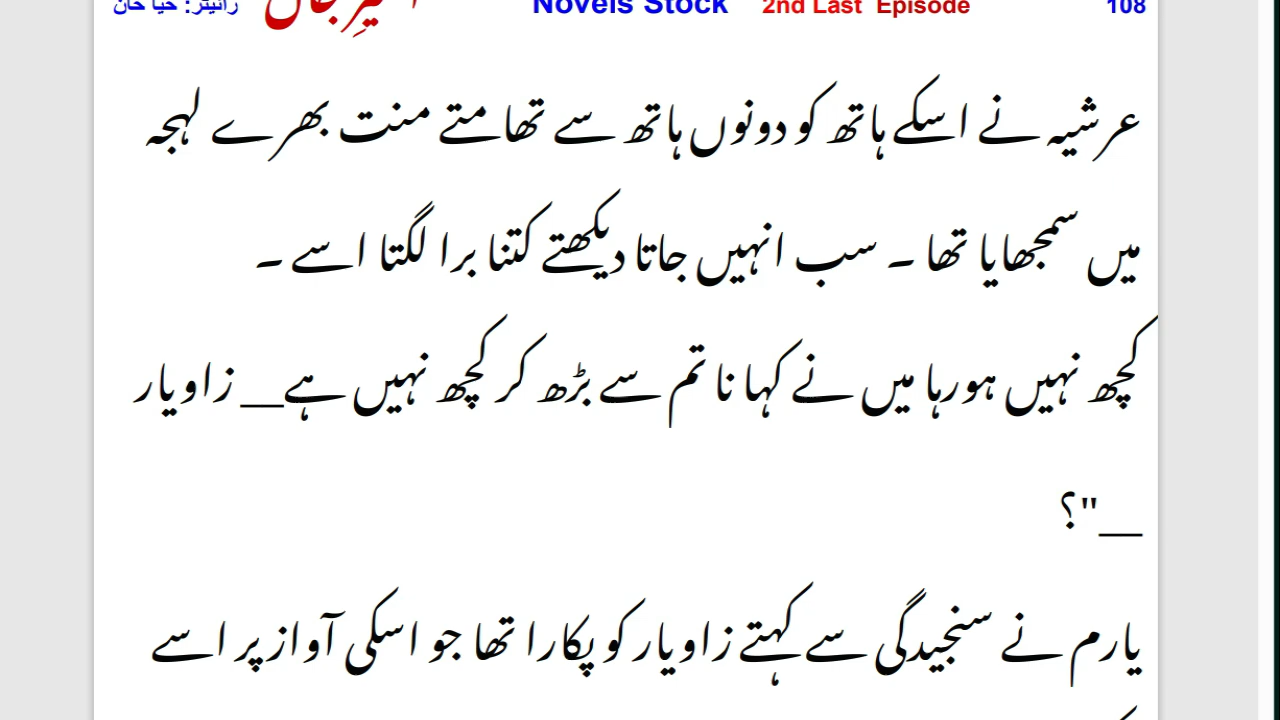 108 2nd Last Episode Novels Stock رائیٹر: حیا خان
عرشیہ نے اسکے ہاتھ کو دونوں ہاتھ سے تھامتے منت بھرے لہجہ
میں سمجھایا تھا ۔ سب انہیں جاتا دیکھتے کتنا برا لگتا اسے ۔
کچھ نہیں ہورہا میں نے کہا نا تم سے بڑھ کر کچھ نہیں ہے__ زاویار
__"؟
یارم نے سنجیدگی سے کہتے زاویار کو پکارا تھا جو اسکی آواز پر اسے